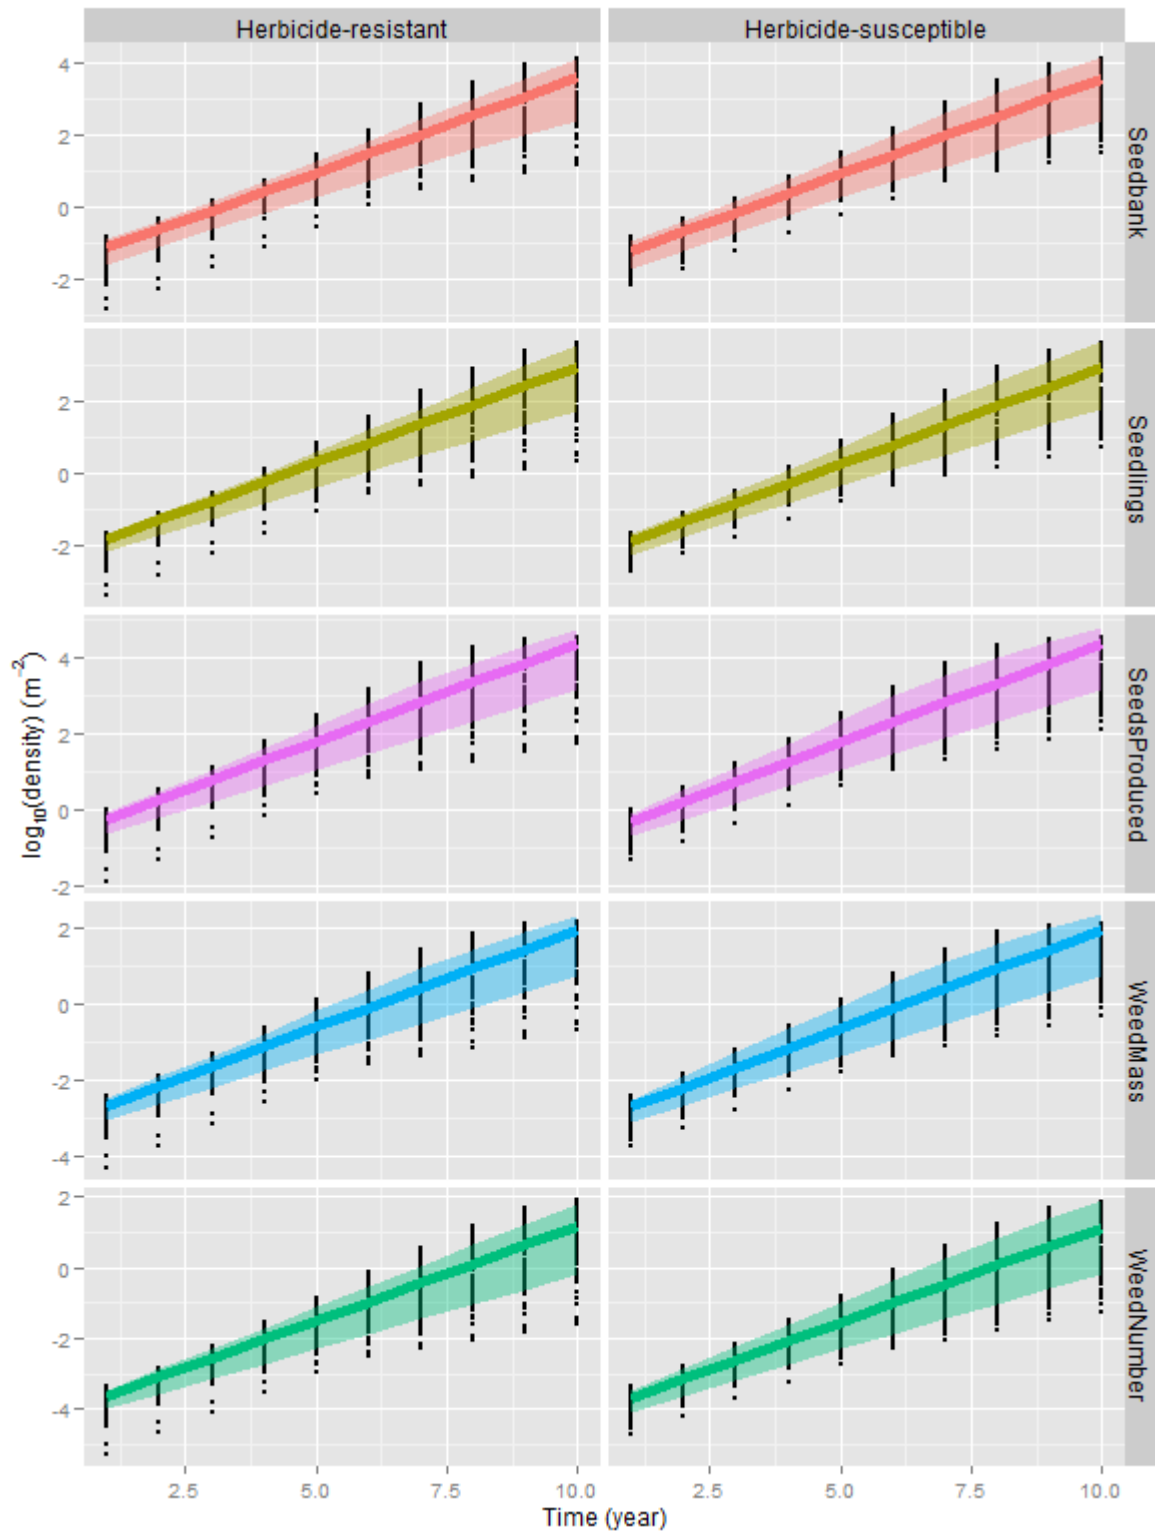 Herbicide-resistant Herbicide-susceptible
4
2
0
-2
Seedbank
2
0
-2
Seedlings
4
2
0
-2
SeedsProduced
2
0
-2
-4
WeedMass
2
0
-2
-4
WeedNumber
log₁₀(density) (m⁻²)
2.5 5.0 7.5 10.0 2.5 5.0 7.5 10.0
Time (year)